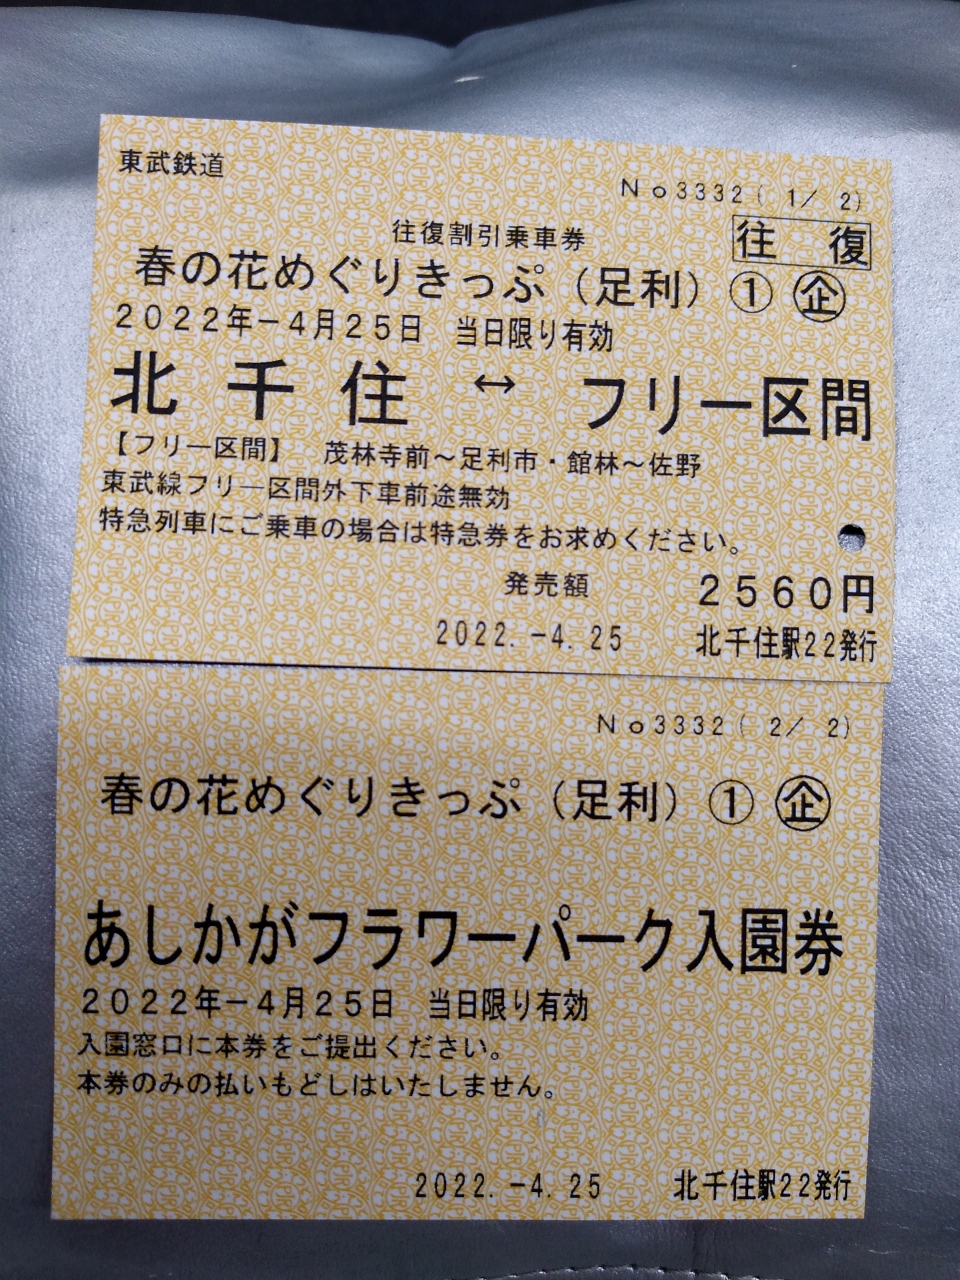 東武鉄道
No3332( 1/ 2)
往復割引乗車券
往 復
春の花めぐりきっぷ(足利)① ㊭
2022年-4月25日 当日限り有効
北千住 ↔ フリー区間
【フリー区間】 茂林寺前~足利市・館林~佐野
東武線フリー区間外下車前途無効
特急列車にご乗車の場合は特急券をお求めください。
発売額 2560円
2022.-4.25 北千住駅22発行
No3332( 2/ 2)
春の花めぐりきっぷ(足利)① ㊭
あしかがフラワーパーク入園券
2022年-4月25日 当日限り有効
入園窓口に本券をご提出ください。
本券のみの払いもどしはいたしません。
2022.-4.25 北千住駅22発行